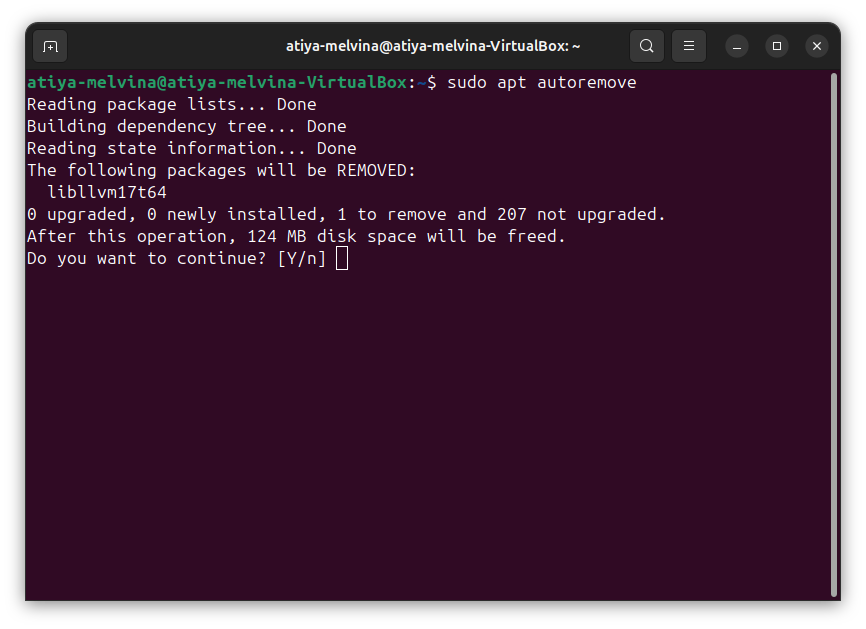 atiya-melvina@atiya-melvina-VirtualBox: ~
atiya-melvina@atiya-melvina-VirtualBox:~$ sudo apt autoremove
Reading package lists... Done
Building dependency tree... Done
Reading state information... Done
The following packages will be REMOVED:
  libllvm17t64
0 upgraded, 0 newly installed, 1 to remove and 207 not upgraded.
After this operation, 124 MB disk space will be freed.
Do you want to continue? [Y/n]